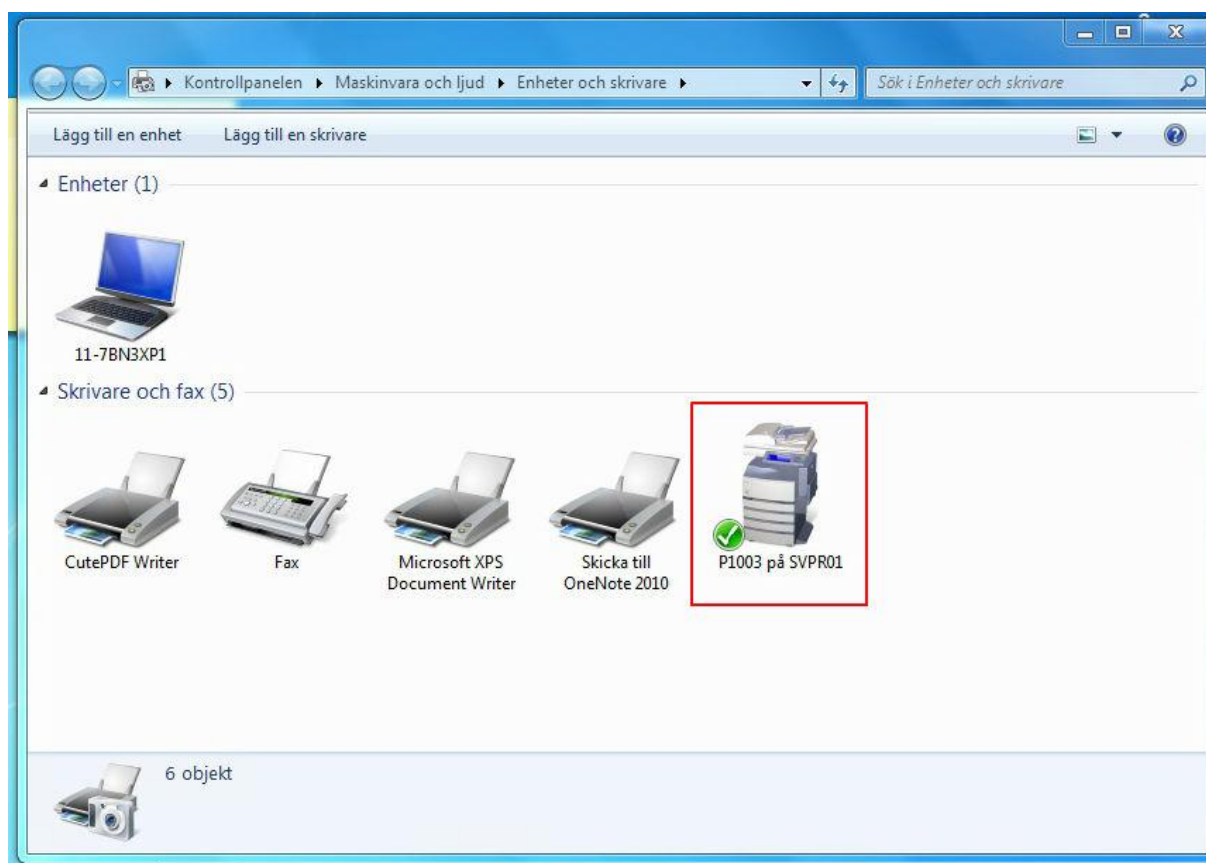 Kontrollpanelen Maskinvara och ljud Enheter och skrivare Sök i Enheter och skrivare
Lägg till en enhet Lägg till en skrivare
Enheter (1)
11-7BN3XP1
Skrivare och fax (5)
CutePDF Writer
Fax
Microsoft XPS
Document Writer
Skicka till
OneNote 2010
P1003 på SVPR01
6 objekt